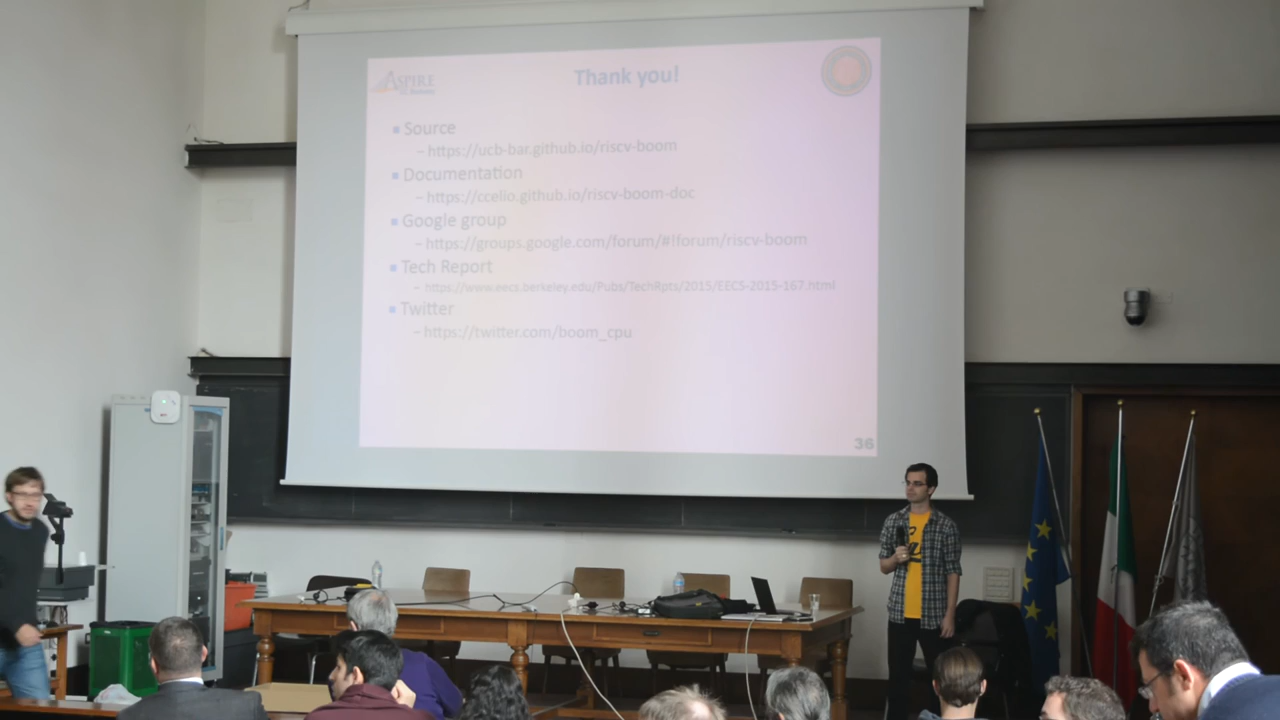 ASPIRE
Thank you!
Source
– https://ucb-bar.github.io/riscv-boom
Documentation
– https://ccelio.github.io/riscv-boom-doc
Google group
– https://groups.google.com/forum/#!forum/riscv-boom
Tech Report
– https://www.eecs.berkeley.edu/Pubs/TechRpts/2015/EECS-2015-167.html
Twitter
– https://twitter.com/boom_cpu
36